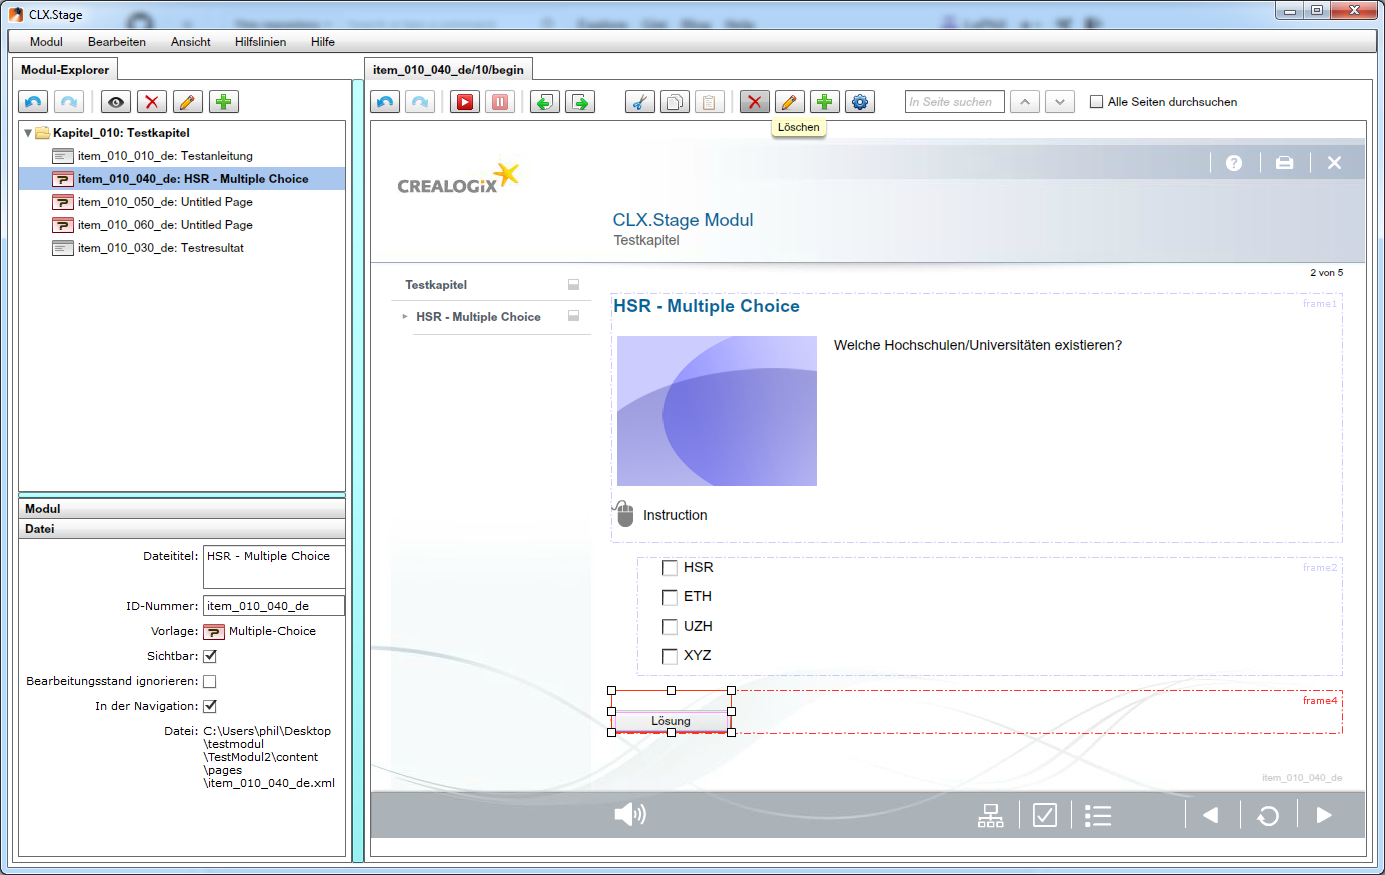 CLX.Stage
Modul Bearbeiten Ansicht Hilfslinien Hilfe
Modul-Explorer
item_010_040_de/10/begin
In Seite suchen
Alle Seiten durchsuchen
Löschen
Kapitel_010: Testkapitel
item_010_010_de: Testanleitung
item_010_040_de: HSR - Multiple Choice
item_010_050_de: Untitled Page
item_010_060_de: Untitled Page
item_010_030_de: Testresultat
Modul
Datei
Dateititel: HSR - Multiple Choice
ID-Nummer: item_010_040_de
Vorlage: Multiple-Choice
Sichtbar:
Bearbeitungsstand ignorieren:
In der Navigation:
Datei: C:\Users\phil\Desktop
\testmodul
\TestModul2\content
\pages
\item_010_040_de.xml
CREALOGIX
CLX.Stage Modul
Testkapitel
2 von 5
Testkapitel
HSR - Multiple Choice
HSR - Multiple Choice
frame1
Welche Hochschulen/Universitäten existieren?
Instruction
frame2
HSR
ETH
UZH
XYZ
frame4
Lösung
item_010_040_de